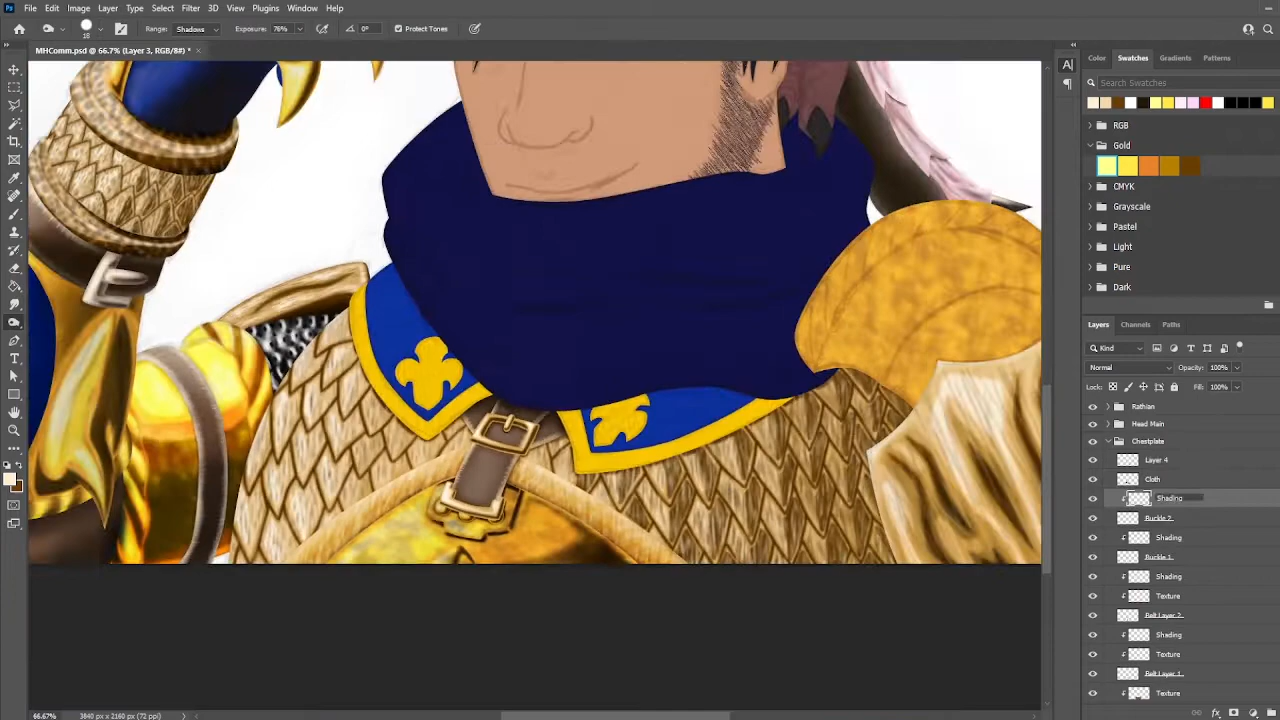 File Edit Image Layer Type Select Filter 3D View Plugins Window Help
18 Range: Shadows Exposure: 76% 0° Protect Tones
MHComm.psd @ 66.7% (Layer 3, RGB/8#) * ×
Color Swatches Gradients Patterns
Search Swatches
RGB
Gold
CMYK
Grayscale
Pastel
Light
Pure
Dark
Layers Channels Paths
Kind
Normal Opacity: 100%
Lock: Fill: 100%
Rathian
Head Main
Chestplate
Layer 4
Cloth
Shading
Buckle 2
Shading
Buckle 1
Shading
Texture
Belt Layer 2
Shading
Texture
Belt Layer 1
Texture
66.67% 3840 px x 2160 px (72 ppi)